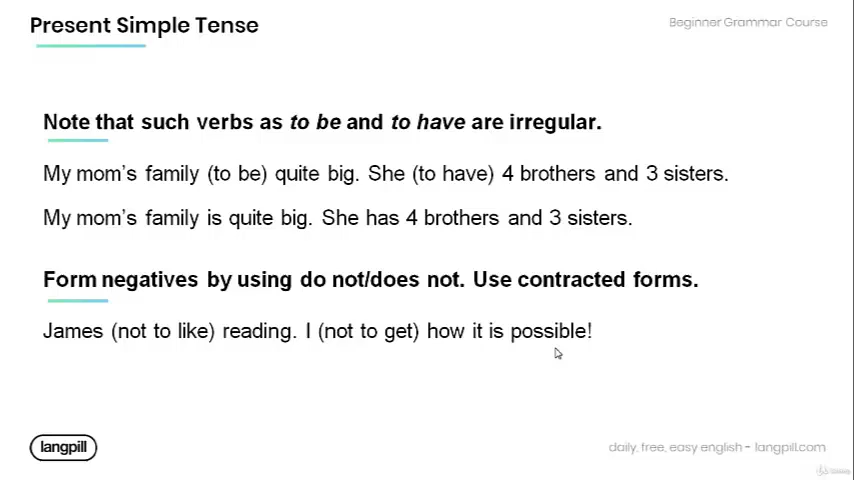 Present Simple Tense
Beginner Grammar Course
Note that such verbs as to be and to have are irregular.
My mom’s family (to be) quite big. She (to have) 4 brothers and 3 sisters.
My mom’s family is quite big. She has 4 brothers and 3 sisters.
Form negatives by using do not/does not. Use contracted forms.
James (not to like) reading. I (not to get) how it is possible!
langpill
daily, free, easy english - langpill.com